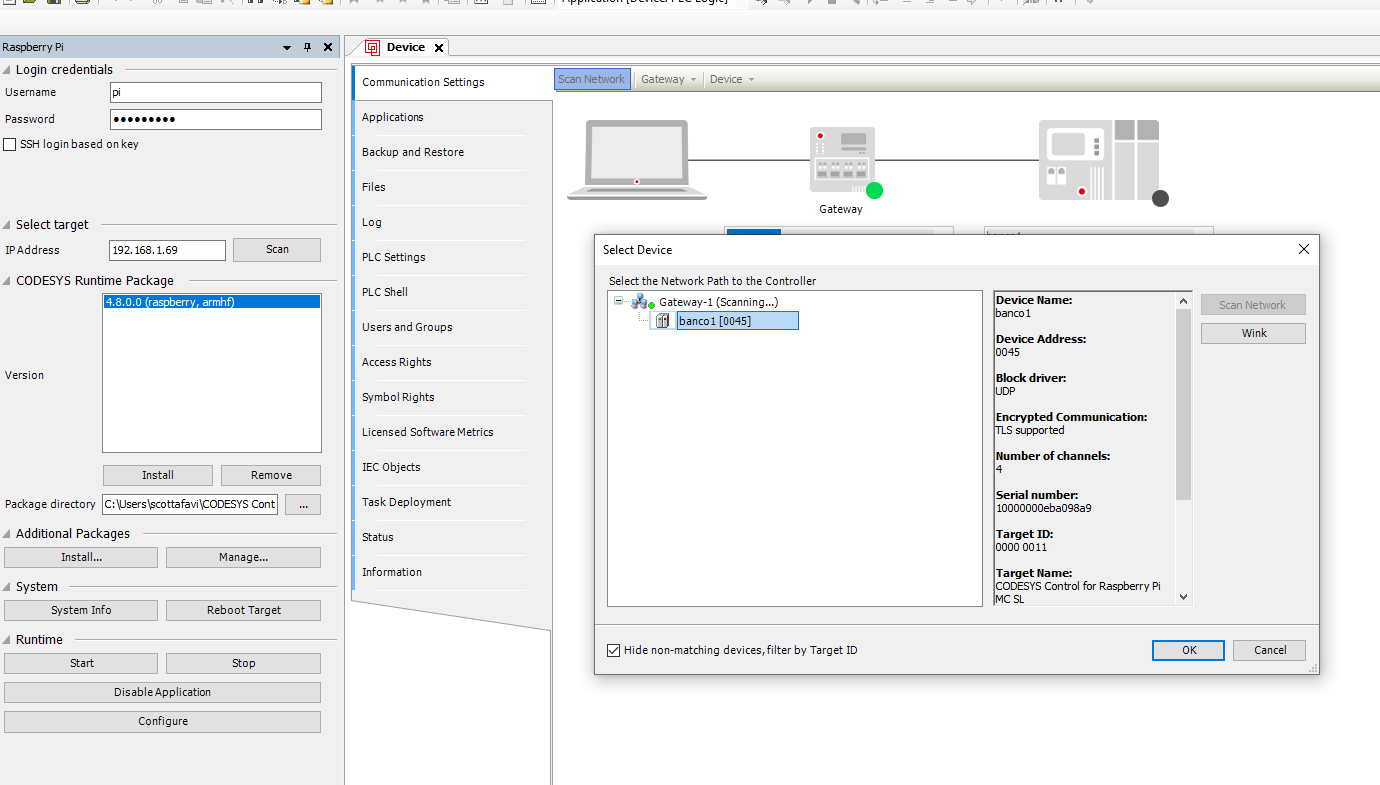 Application [Device: PLC Logic]
Raspberry Pi
Login credentials
Username
pi
Password
●●●●●●●●●
SSH login based on key
Select target
IP Address
192.168.1.69
Scan
CODESYS Runtime Package
4.8.0.0 (raspberry, armhf)
Version
Install
Remove
Package directory
C:\Users\scottafavi\CODESYS Cont
...
Additional Packages
Install...
Manage...
System
System Info
Reboot Target
Runtime
Start
Stop
Disable Application
Configure
Device
Communication Settings
Applications
Backup and Restore
Files
Log
PLC Settings
PLC Shell
Users and Groups
Access Rights
Symbol Rights
Licensed Software Metrics
IEC Objects
Task Deployment
Status
Information
Scan Network
Gateway
Device
Gateway
Select Device
Select the Network Path to the Controller
Gateway-1 (Scanning...)
banco1 [0045]
Device Name:
banco1
Device Address:
0045
Block driver:
UDP
Encrypted Communication:
TLS supported
Number of channels:
4
Serial number:
10000000eba098a9
Target ID:
0000 0011
Target Name:
CODESYS Control for Raspberry Pi
MC SL
Scan Network
Wink
Hide non-matching devices, filter by Target ID
OK
Cancel